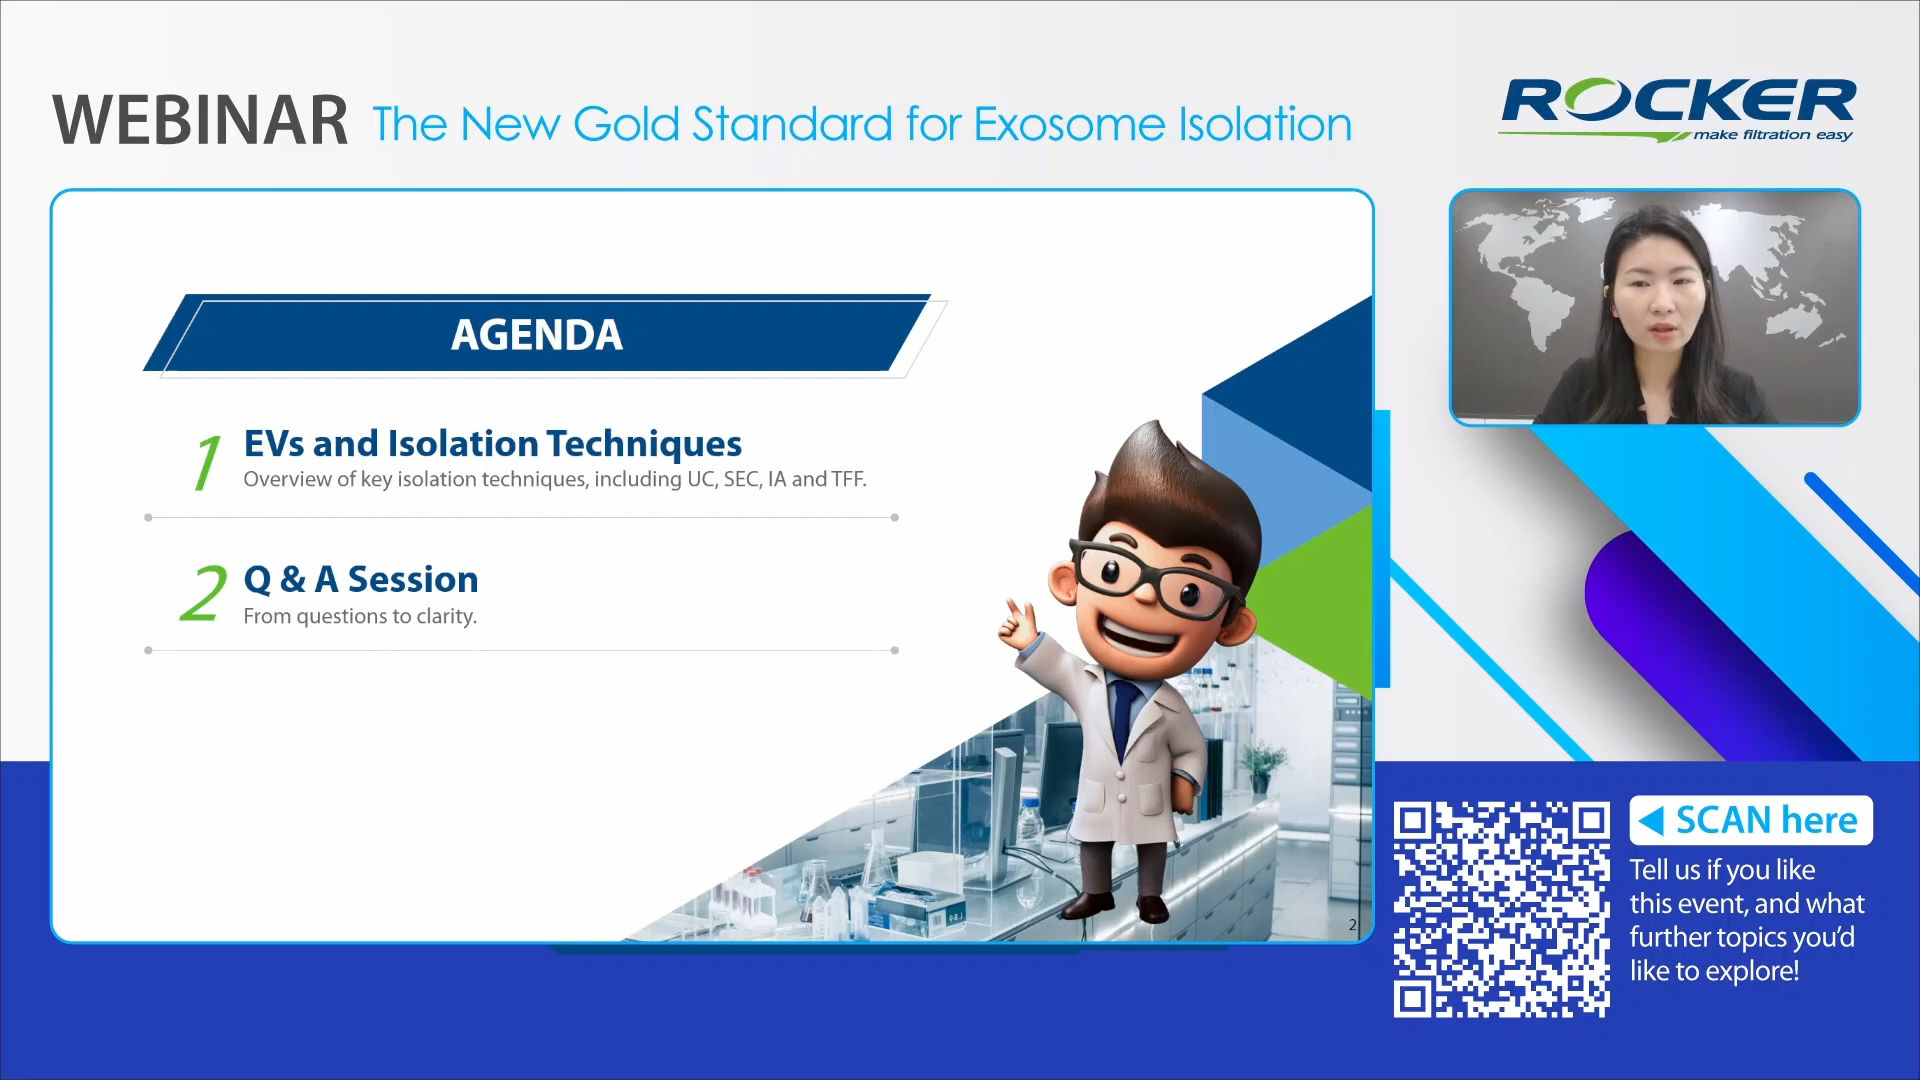 WEBINAR The New Gold Standard for Exosome Isolation
ROCKER
make filtration easy
AGENDA
1 EVs and Isolation Techniques
Overview of key isolation techniques, including UC, SEC, IA and TFF.
2 Q & A Session
From questions to clarity.
2
SCAN here
Tell us if you like
this event, and what
further topics you'd
like to explore!